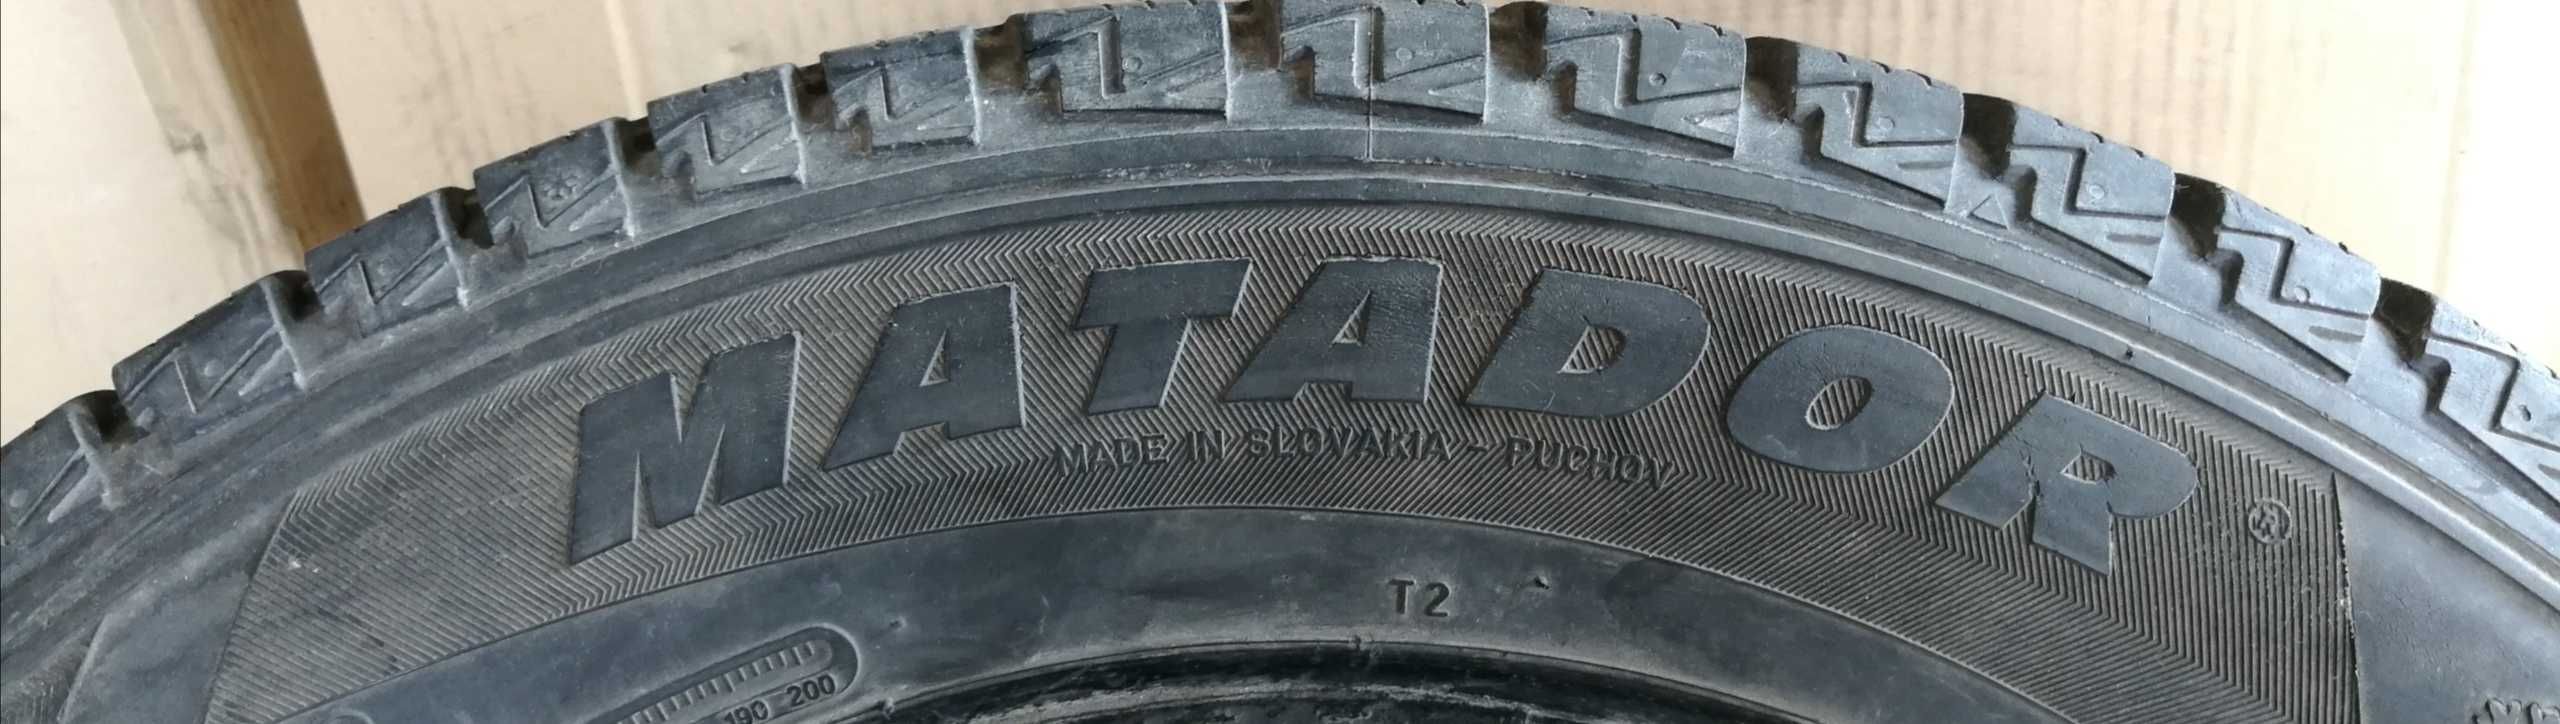 MATADOR ®
MADE IN SLOVAKIA - PUCHOV
T2
190 200